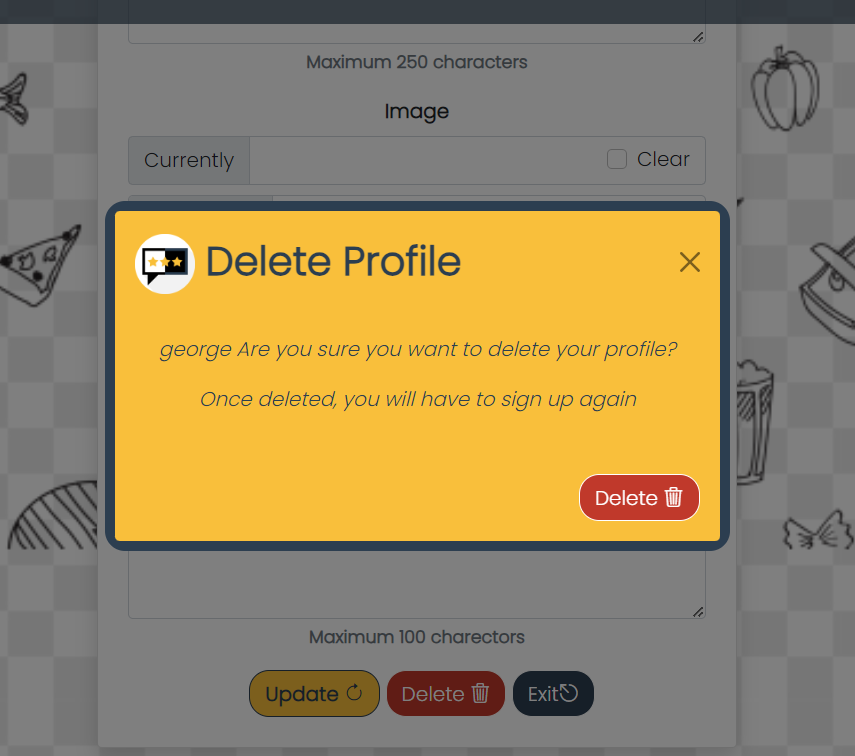 Maximum 250 characters
Image
Currently
Clear
Delete Profile
george Are you sure you want to delete your profile?
Once deleted, you will have to sign up again
Delete
Maximum 100 charectors
Update
Delete
Exit